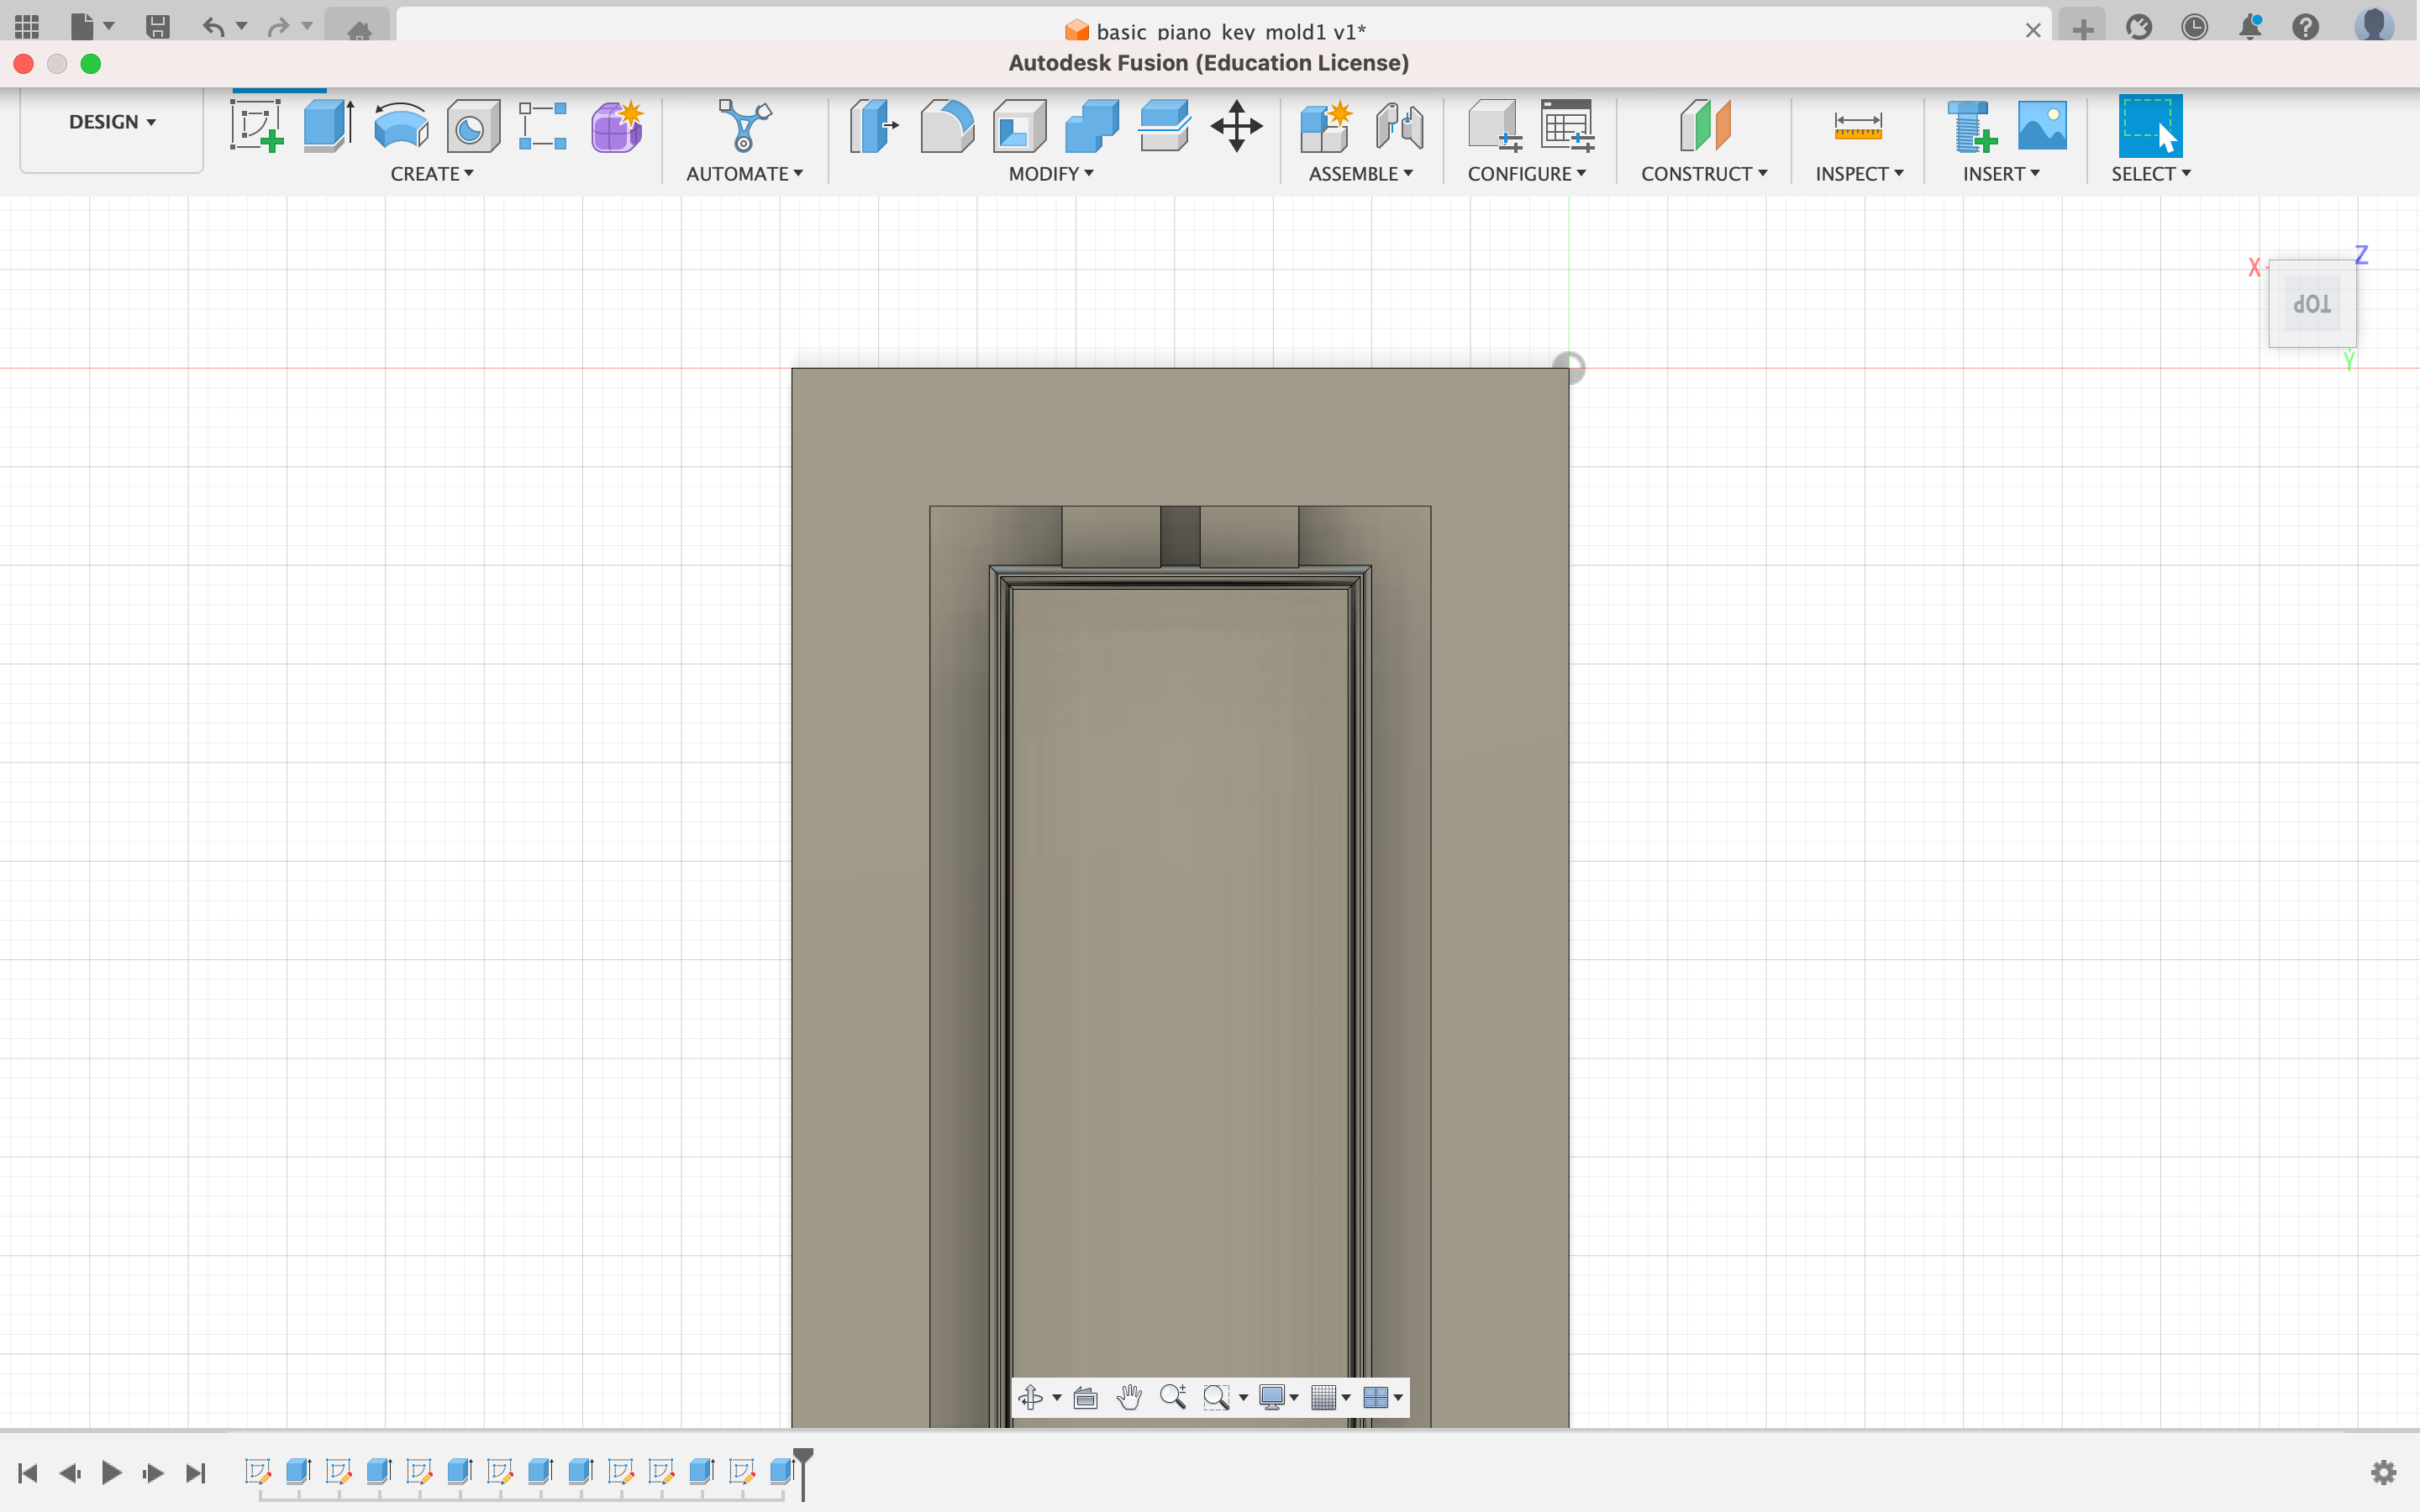 basic_piano_key_mold1 v1*
Autodesk Fusion (Education License)
DESIGN
CREATE
AUTOMATE
MODIFY
ASSEMBLE
CONFIGURE
CONSTRUCT
INSPECT
INSERT
SELECT
Z
X
TOP
Y